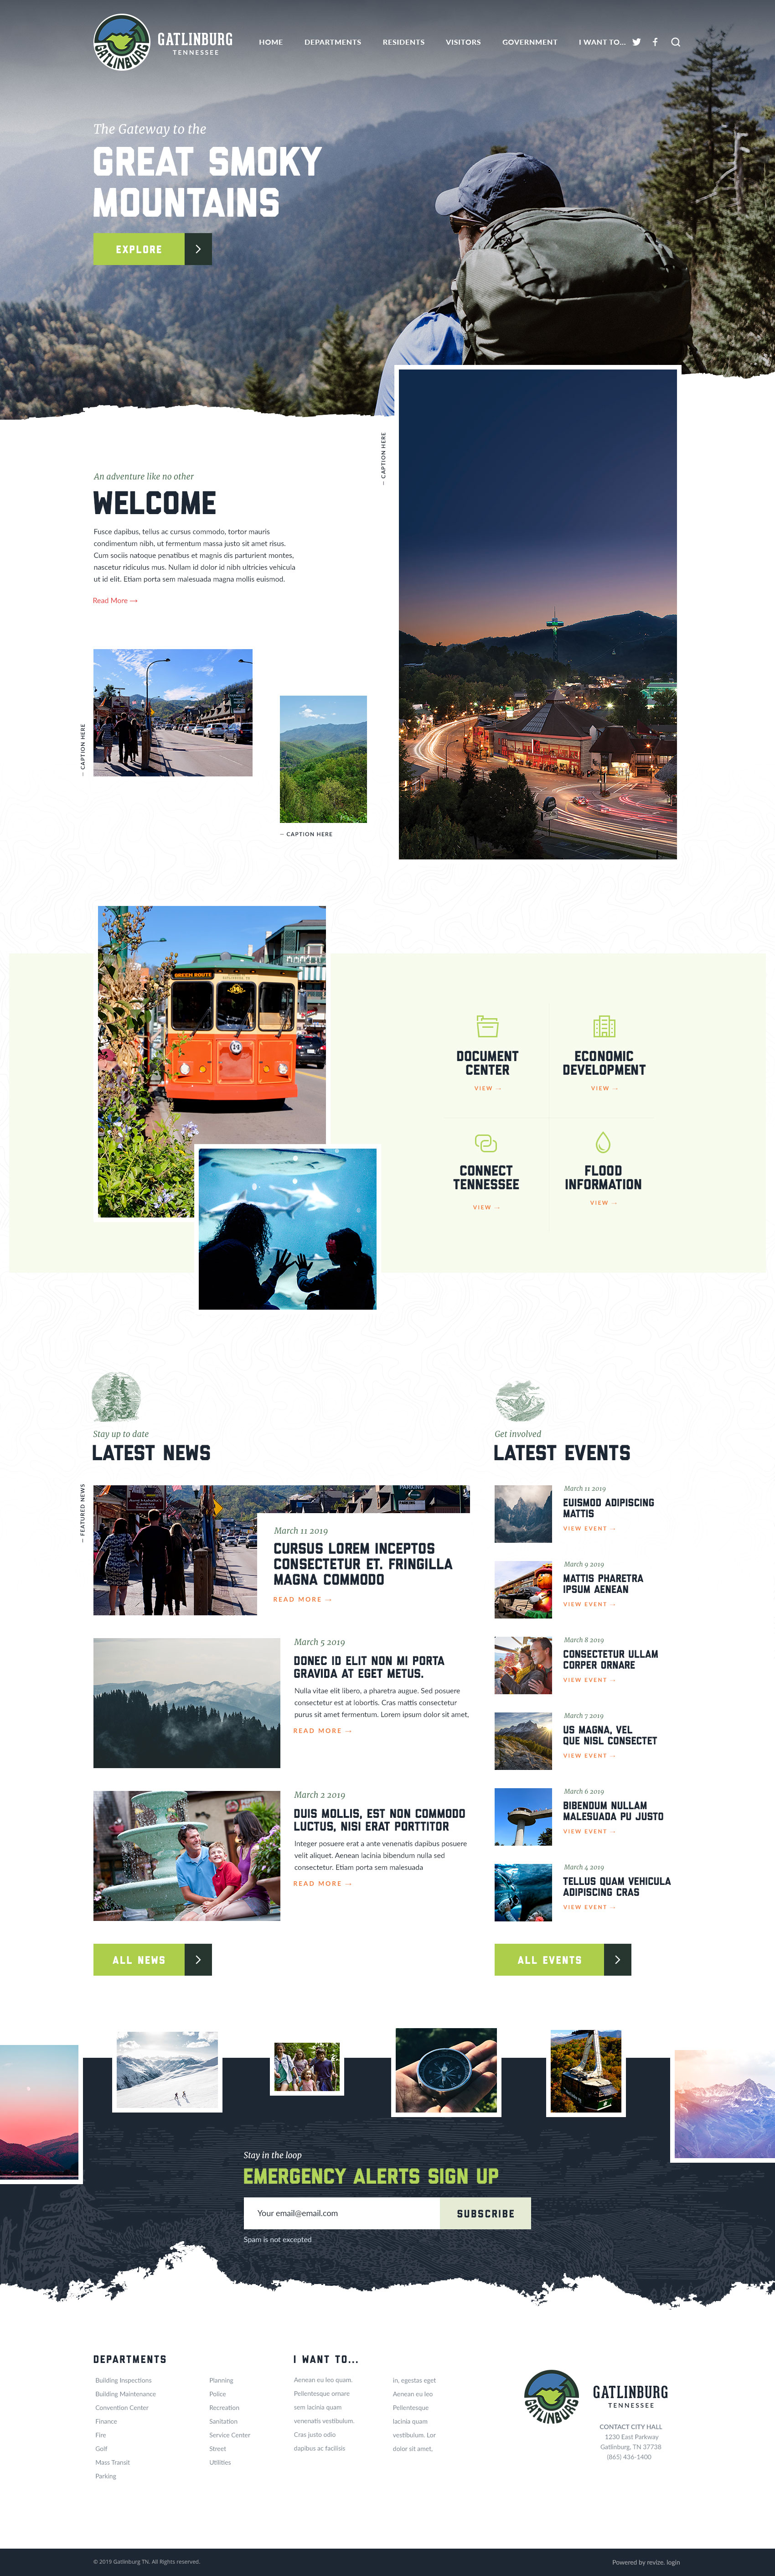 GATLINBURG
GATLINBURG
TENNESSEE
HOME DEPARTMENTS RESIDENTS VISITORS GOVERNMENT I WANT TO...
The Gateway to the
GREAT SMOKY
MOUNTAINS
EXPLORE
— CAPTION HERE
An adventure like no other
WELCOME
Fusce dapibus, tellus ac cursus commodo, tortor mauris
condimentum nibh, ut fermentum massa justo sit amet risus.
Cum sociis natoque penatibus et magnis dis parturient montes,
nascetur ridiculus mus. Nullam id dolor id nibh ultricies vehicula
ut id elit. Etiam porta sem malesuada magna mollis euismod.
Read More →
— CAPTION HERE
— CAPTION HERE
GREEN ROUTE
DOCUMENT
CENTER
VIEW →
ECONOMIC
DEVELOPMENT
VIEW →
CONNECT
TENNESSEE
VIEW →
FLOOD
INFORMATION
VIEW →
Stay up to date
LATEST NEWS
— FEATURED NEWS
PARKING
March 11 2019
CURSUS LOREM INCEPTOS
CONSECTETUR ET. FRINGILLA
MAGNA COMMODO
READ MORE →
March 5 2019
DONEC ID ELIT NON MI PORTA
GRAVIDA AT EGET METUS.
Nulla vitae elit libero, a pharetra augue. Sed posuere
consectetur est at lobortis. Cras mattis consectetur
purus sit amet fermentum. Lorem ipsum dolor sit amet,
READ MORE →
March 2 2019
DUIS MOLLIS, EST NON COMMODO
LUCTUS, NISI ERAT PORTTITOR
Integer posuere erat a ante venenatis dapibus posuere
velit aliquet. Aenean lacinia bibendum nulla sed
consectetur. Etiam porta sem malesuada
READ MORE →
ALL NEWS
Get involved
LATEST EVENTS
March 11 2019
EUISMOD ADIPISCING
MATTIS
VIEW EVENT →
March 9 2019
MATTIS PHARETRA
IPSUM AENEAN
VIEW EVENT →
March 8 2019
CONSECTETUR ULLAM
CORPER ORNARE
VIEW EVENT →
March 7 2019
US MAGNA, VEL
QUE NISL CONSECTET
VIEW EVENT →
March 6 2019
BIBENDUM NULLAM
MALESUADA PU JUSTO
VIEW EVENT →
March 4 2019
TELLUS QUAM VEHICULA
ADIPISCING CRAS
VIEW EVENT →
ALL EVENTS
Stay in the loop
EMERGENCY ALERTS SIGN UP
Your email@email.com
SUBSCRIBE
Spam is not excepted
DEPARTMENTS
Building Inspections
Building Maintenance
Convention Center
Finance
Fire
Golf
Mass Transit
Parking
Planning
Police
Recreation
Sanitation
Service Center
Street
Utilities
I WANT TO...
Aenean eu leo quam.
Pellentesque ornare
sem lacinia quam
venenatis vestibulum.
Cras justo odio
dapibus ac facilisis
in, egestas eget
Aenean eu leo
Pellentesque
lacinia quam
vestibulum. Lor
dolor sit amet,
GATLINBURG
GATLINBURG
TENNESSEE
CONTACT CITY HALL
1230 East Parkway
Gatlinburg, TN 37738
(865) 436-1400
© 2019 Gatlinburg TN. All Rights reserved.
Powered by revize. login